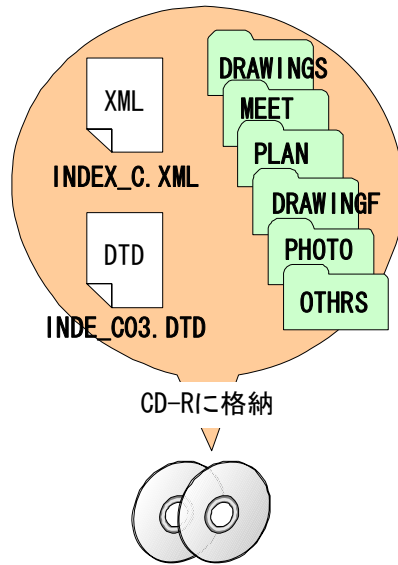 XML
INDEX_C.XML
DTD
INDE_C03.DTD
DRAWINGS
MEET
PLAN
DRAWINGF
PHOTO
OTHRS
CD-Rに格納